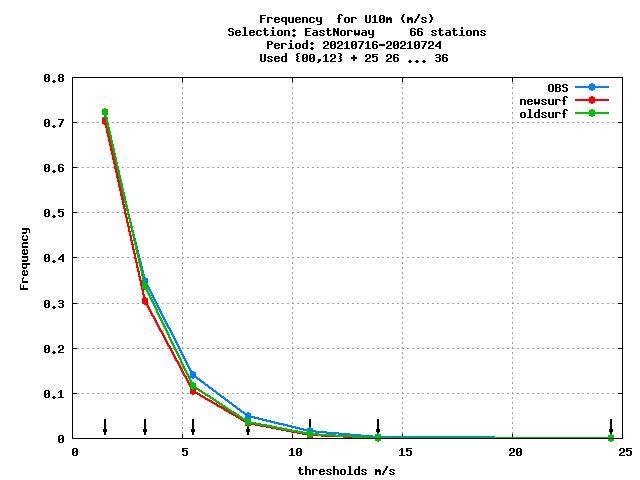 Frequency  for U10m (m/s)
Selection: EastNorway     66 stations
Period: 20210716-20210724
Used {00,12} + 25 26 ... 36
OBS
newsurf
oldsurf
0.8
0.7
0.6
0.5
0.4
0.3
0.2
0.1
0
Frequency
0 5 10 15 20 25
thresholds m/s